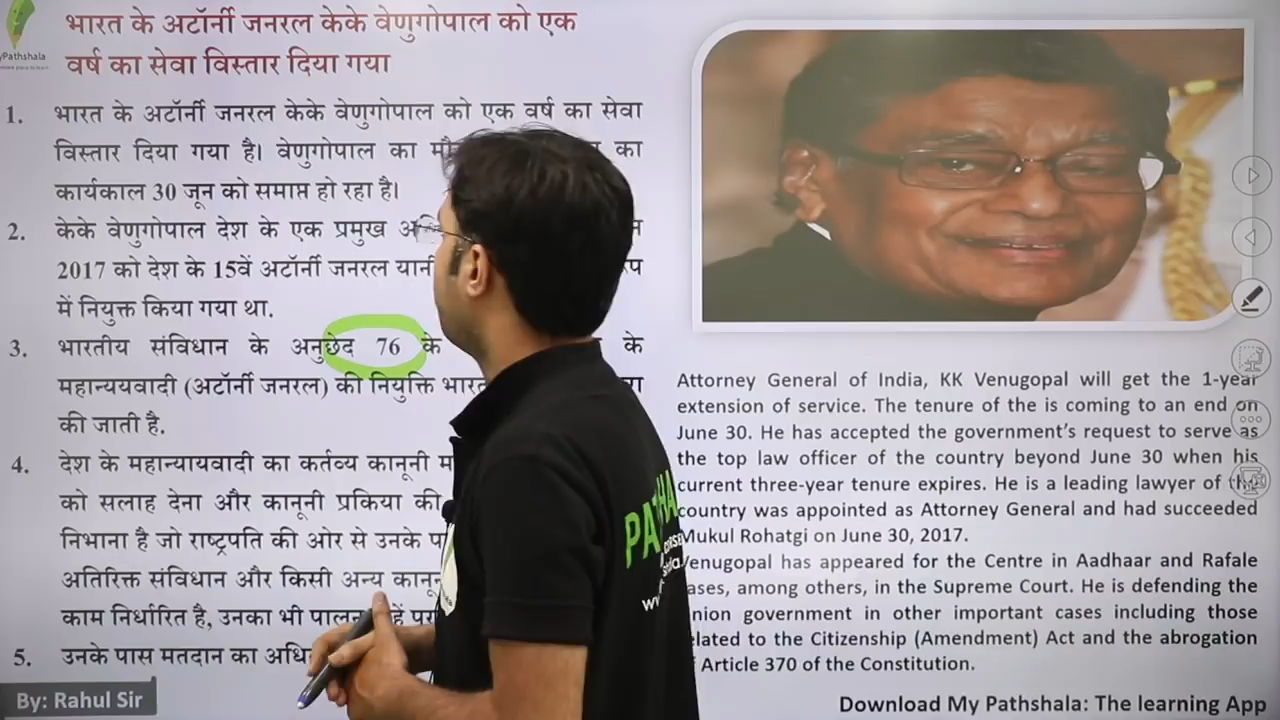 yPathshala
भारत के अटॉर्नी जनरल केके वेणुगोपाल को एक
वर्ष का सेवा विस्तार दिया गया
1. भारत के अटॉर्नी जनरल केके वेणुगोपाल को एक वर्ष का सेवा
विस्तार दिया गया है। वेणुगोपाल का का
कार्यकाल 30 जून को समाप्त हो रहा है।
2. केके वेणुगोपाल देश के एक प्रमुख
2017 को देश के 15वें अटॉर्नी जनरल
में नियुक्त किया गया था.
3. भारतीय संविधान के अनुछेद 76 के के
महान्ययवादी (अटॉर्नी जनरल) की नियुक्ति
की जाती है.
4. देश के महान्यायवादी का कर्तव्य कानूनी
को सलाह देना और कानूनी प्रकिया की
निभाना है जो राष्ट्रपति की ओर से उनके
अतिरिक्त संविधान और किसी अन्य
काम निर्धारित है, उनका भी
5. उनके पास मतदान का
By: Rahul Sir
Attorney General of India, KK Venugopal will get the 1-year
extension of service. The tenure of the is coming to an end on
June 30. He has accepted the government's request to serve as
the top law officer of the country beyond June 30 when his
current three-year tenure expires. He is a leading lawyer of the
country was appointed as Attorney General and had succeeded
Mukul Rohatgi on June 30, 2017.
Venugopal has appeared for the Centre in Aadhaar and Rafale
cases, among others, in the Supreme Court. He is defending the
union government in other important cases including those
related to the Citizenship (Amendment) Act and the abrogation
Article 370 of the Constitution.
Download My Pathshala: The learning App